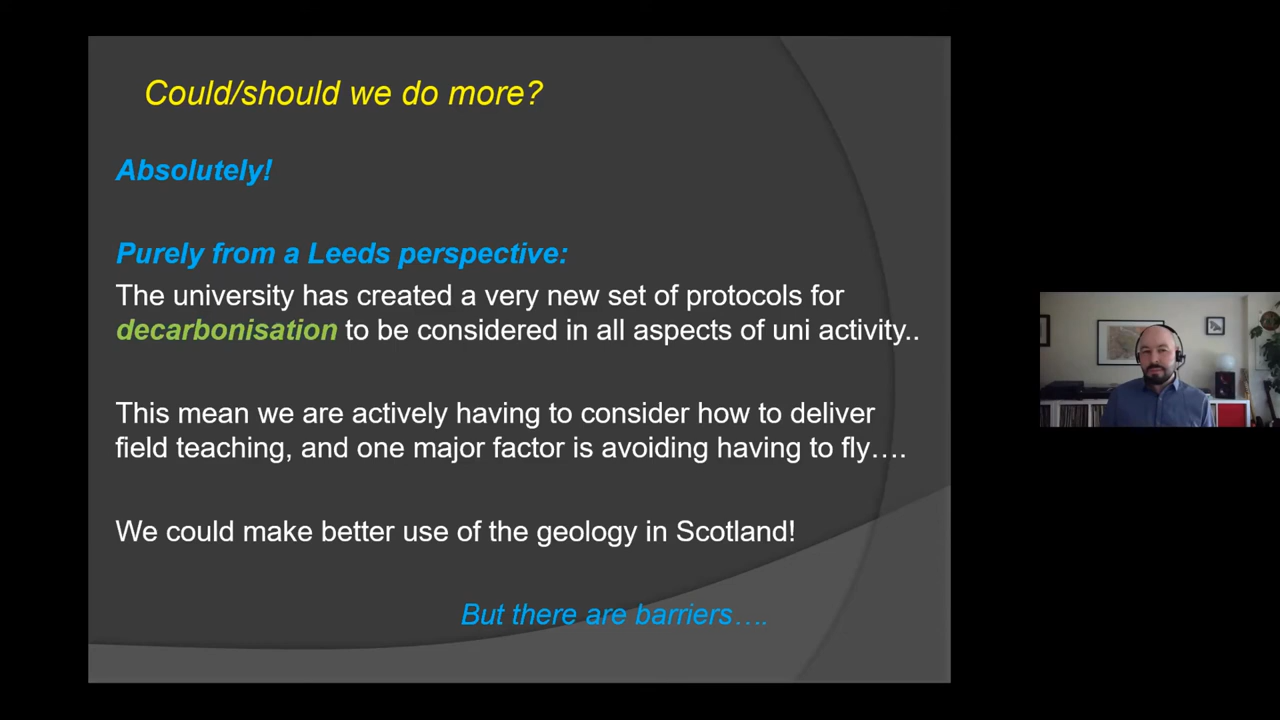 Could/should we do more?
Absolutely!
Purely from a Leeds perspective:
The university has created a very new set of protocols for
decarbonisation to be considered in all aspects of uni activity..
This mean we are actively having to consider how to deliver
field teaching, and one major factor is avoiding having to fly….
We could make better use of the geology in Scotland!
But there are barriers….